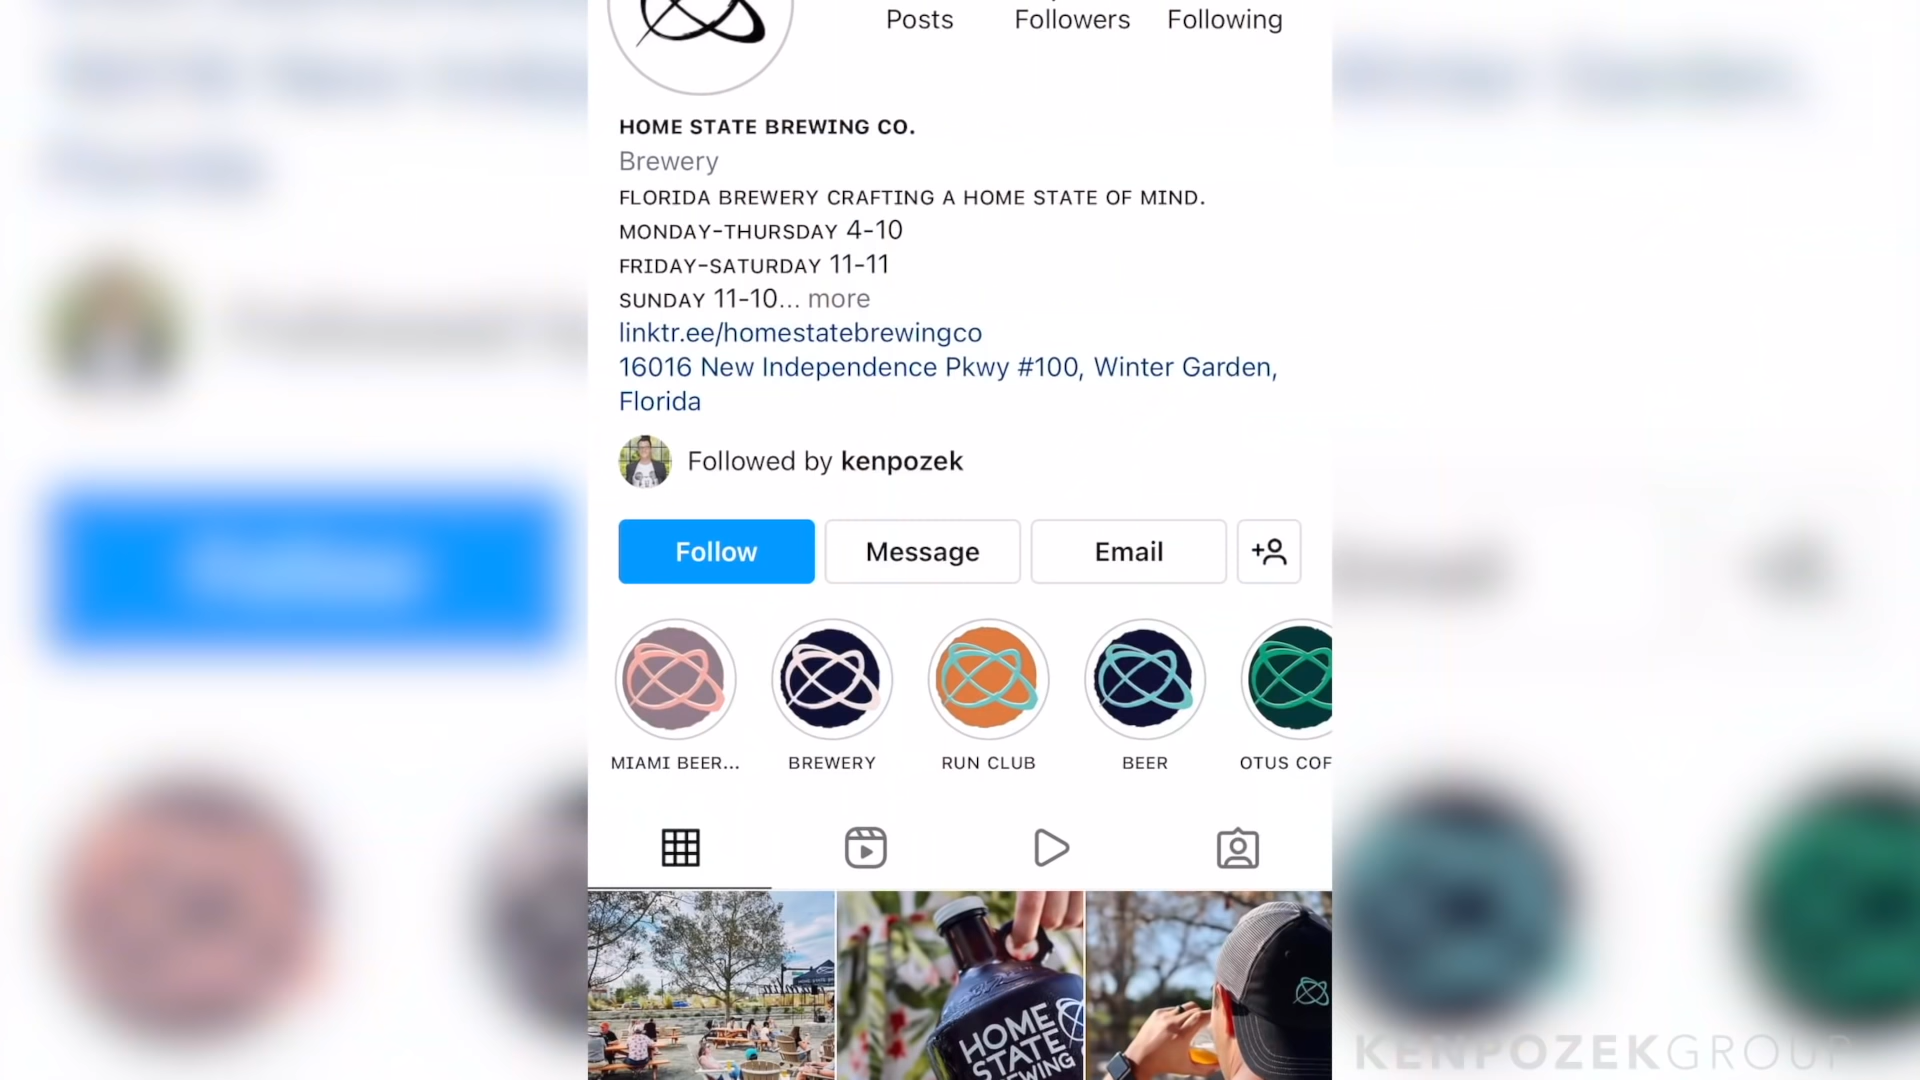 Posts Followers Following
HOME STATE BREWING CO.
Brewery
FLORIDA BREWERY CRAFTING A HOME STATE OF MIND.
MONDAY-THURSDAY 4-10
FRIDAY-SATURDAY 11-11
SUNDAY 11-10... more
linktr.ee/homestatebrewingco
16016 New Independence Pkwy #100, Winter Garden,
Florida
Followed by kenpozek
Follow Message Email
MIAMI BEER... BREWERY RUN CLUB BEER OTUS COF
HOME
STATE
KENPOZEKGROUP